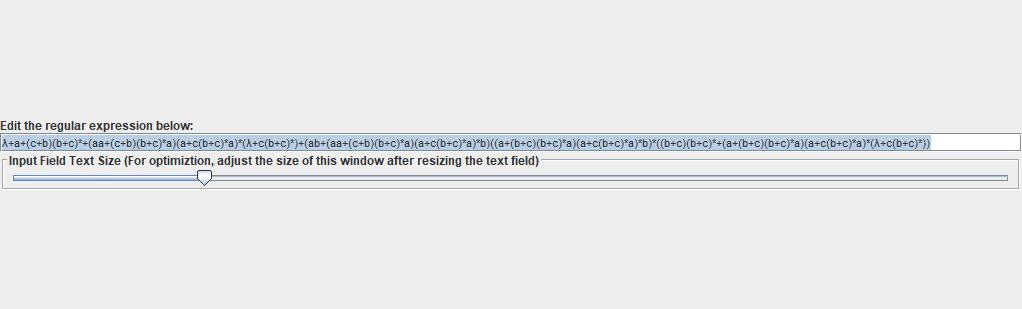 Edit the regular expression below:
λ+a+(c+b)(b+c)*+(aa+(c+b)(b+c)*a)(a+c(b+c)*a)*(λ+c(b+c)*)+(ab+(aa+(c+b)(b+c)*a)(a+c(b+c)*a)*b)((a+(b+c)(b+c)*a)(a+c(b+c)*a)*b)*((b+c)(b+c)*+(a+(b+c)(b+c)*a)(a+c(b+c)*a)*(λ+c(b+c)*))
Input Field Text Size (For optimiztion, adjust the size of this window after resizing the text field)